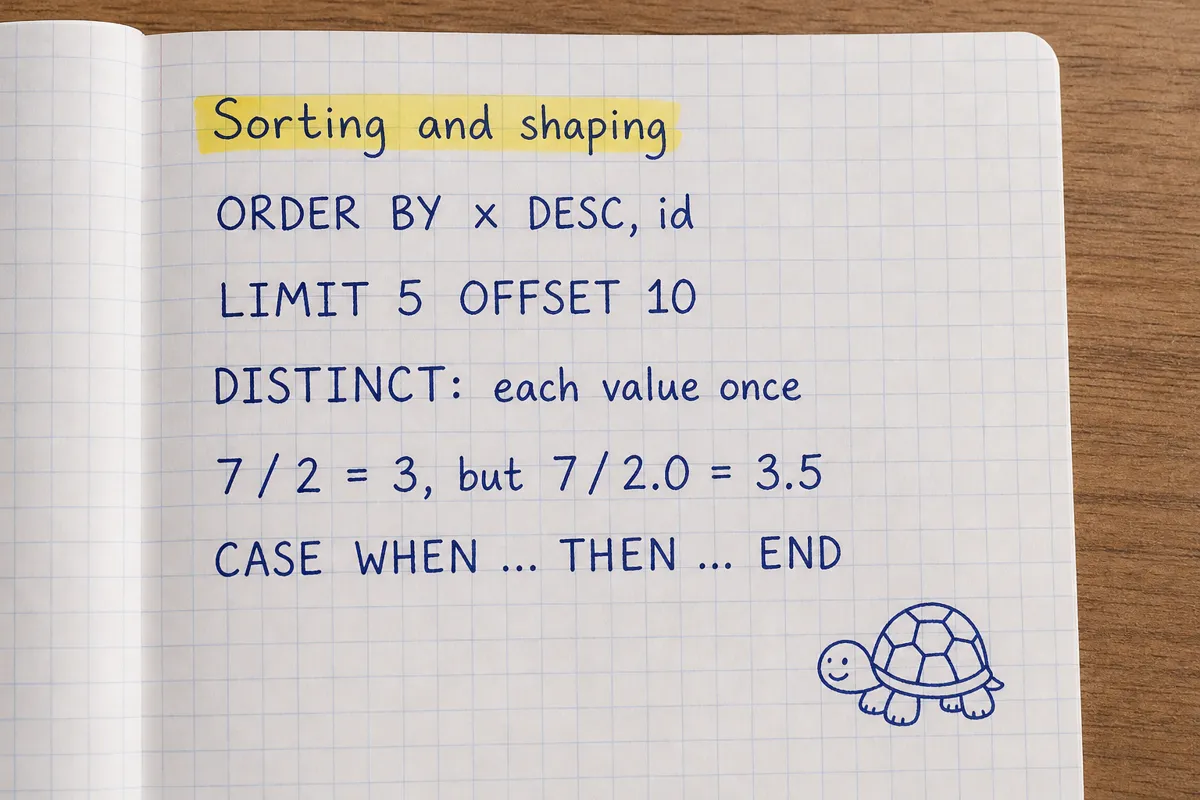 Sorting and shaping
ORDER BY x DESC, id
LIMIT 5 OFFSET 10
DISTINCT: each value once
7 / 2 = 3, but 7 / 2.0 = 3.5
CASE WHEN ... THEN ... END